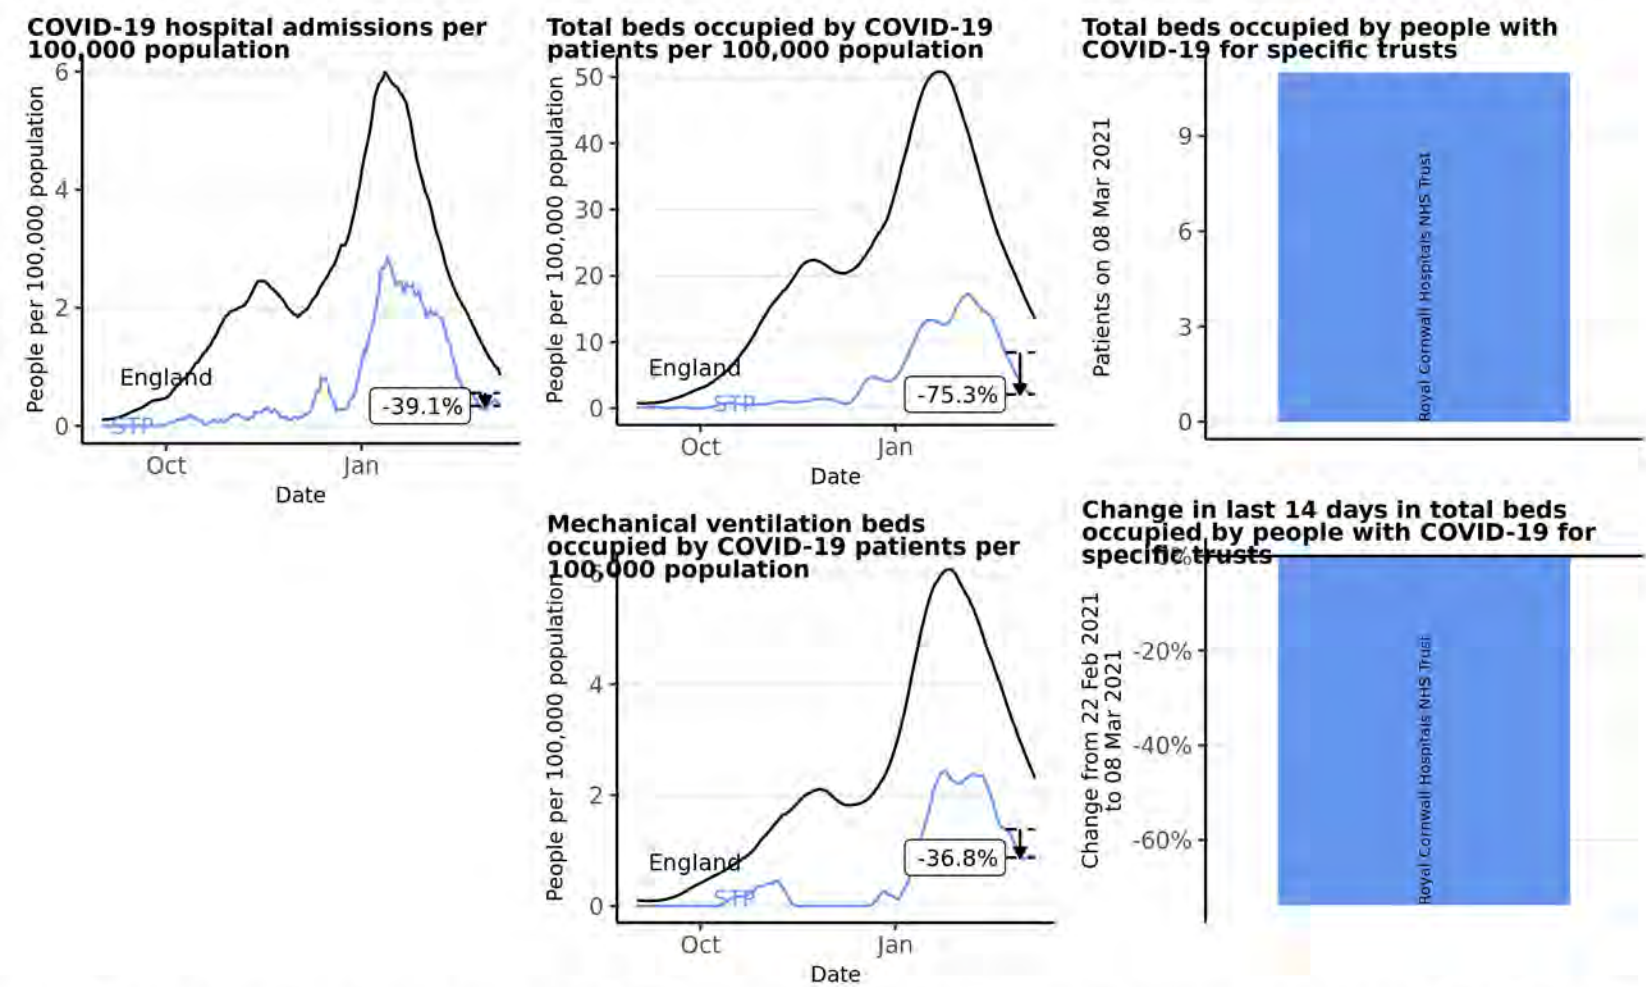 COVID-19 hospital admissions per
100,000 population
People per 100,000 population
6
4
2
0
England
STP
-39.1%
Oct
Jan
Date
Total beds occupied by COVID-19
patients per 100,000 population
People per 100,000 population
50
40
30
20
10
0
England
STP
-75.3%
Oct
Jan
Date
Total beds occupied by people with
COVID-19 for specific trusts
Patients on 08 Mar 2021
9
6
3
0
Royal Cornwall Hospitals NHS Trust
Mechanical ventilation beds
occupied by COVID-19 patients per
100,000 population
People per 100,000 population
6
4
2
0
England
STP
-36.8%
Oct
Jan
Date
Change in last 14 days in total beds
occupied by people with COVID-19 for
specific trusts
Change from 22 Feb 2021
to 08 Mar 2021
0%
-20%
-40%
-60%
Royal Cornwall Hospitals NHS Trust